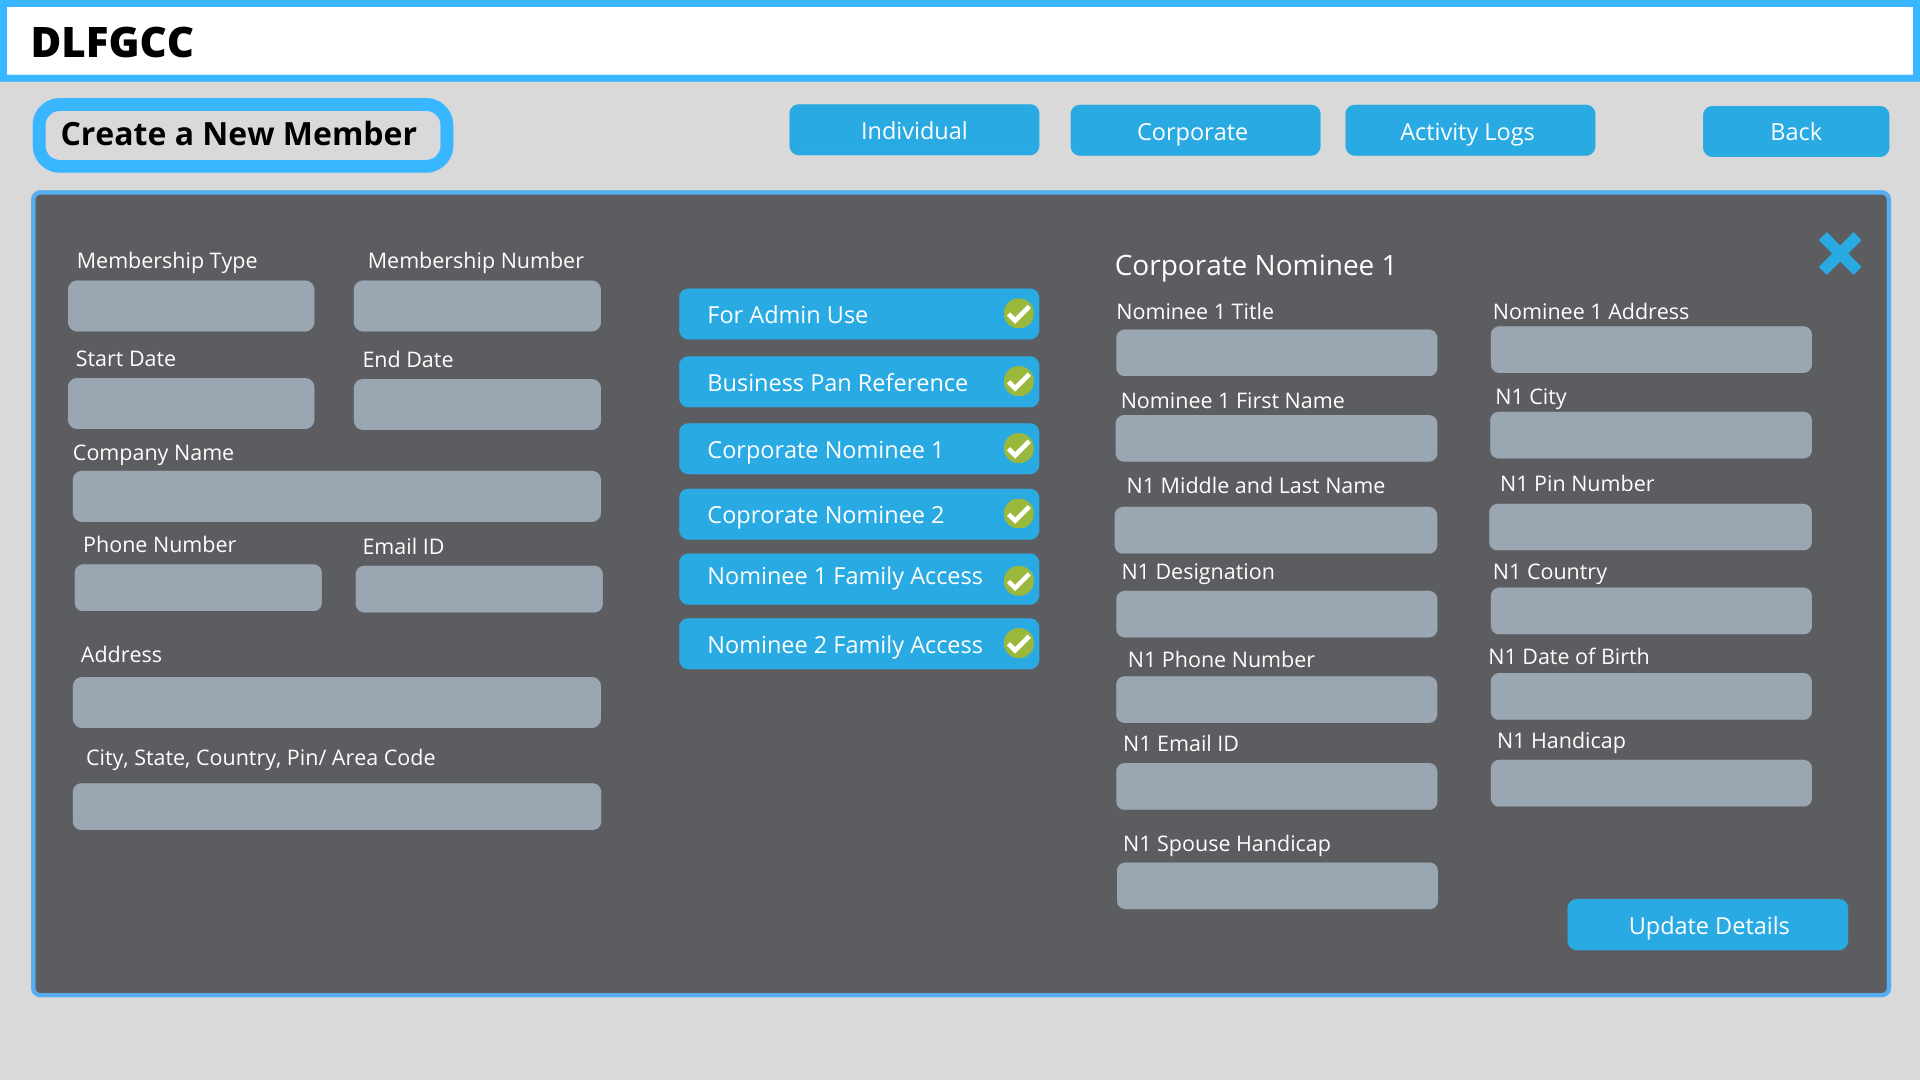 DLFGCC
Create a New Member
Individual
Corporate
Activity Logs
Back
Membership Type
Membership Number
Start Date
End Date
Company Name
Phone Number
Email ID
Address
City, State, Country, Pin/ Area Code
For Admin Use
Business Pan Reference
Corporate Nominee 1
Coprorate Nominee 2
Nominee 1 Family Access
Nominee 2 Family Access
Corporate Nominee 1
Nominee 1 Title
Nominee 1 Address
Nominee 1 First Name
N1 City
N1 Middle and Last Name
N1 Pin Number
N1 Designation
N1 Country
N1 Phone Number
N1 Date of Birth
N1 Email ID
N1 Handicap
N1 Spouse Handicap
Update Details